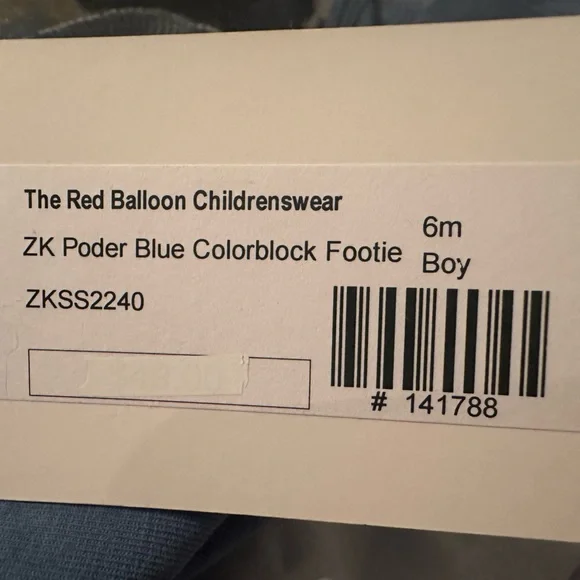 The Red Balloon Childrenswear
ZK Poder Blue Colorblock Footie
6m
Boy
ZKSS2240
# 141788